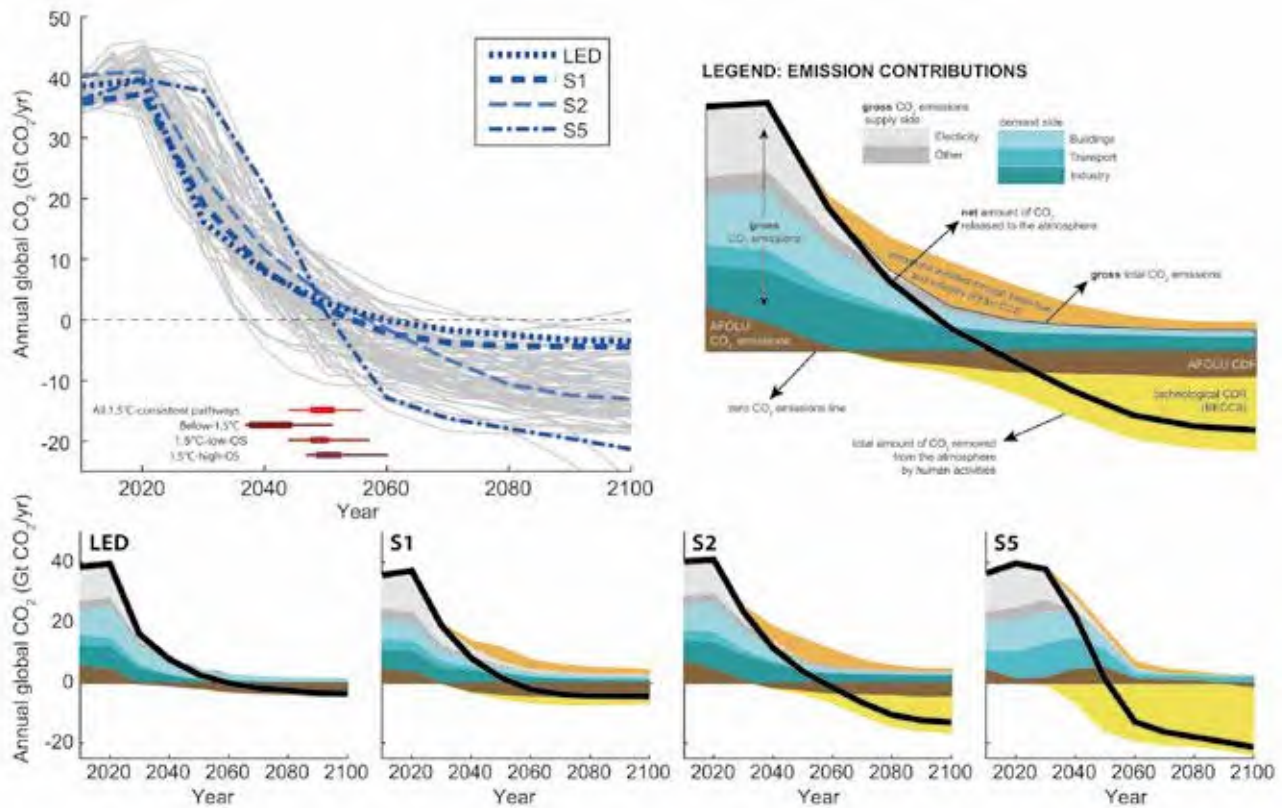 50
40
30
20
10
0
-10
-20
Annual global CO₂ (Gt CO₂/yr)
LED
S1
S2
S5
All 1.5°C-consistent pathways
Below-1.5°C
1.5°C-low-OS
1.5°C-high-OS
2020 2040 2060 2080 2100
Year
LEGEND: EMISSION CONTRIBUTIONS
gross CO₂ emissions
supply side
Electicity
Other
demand side
Buildings
Transport
Industry
gross
CO₂ emissions
net amount of CO₂
released to the atmosphere
gross total CO₂ emissions
AFOLU
CO₂ emissions
AFOLU CDR
technological CDR
(BECCS)
zero CO₂ emissions line
total amount of CO₂ removed
from the atmosphere
by human activities
Annual global CO₂ (Gt CO₂/yr)
40
20
0
-20
LED
2020 2040 2060 2080 2100
Year
S1
2020 2040 2060 2080 2100
Year
S2
2020 2040 2060 2080 2100
Year
S5
2020 2040 2060 2080 2100
Year